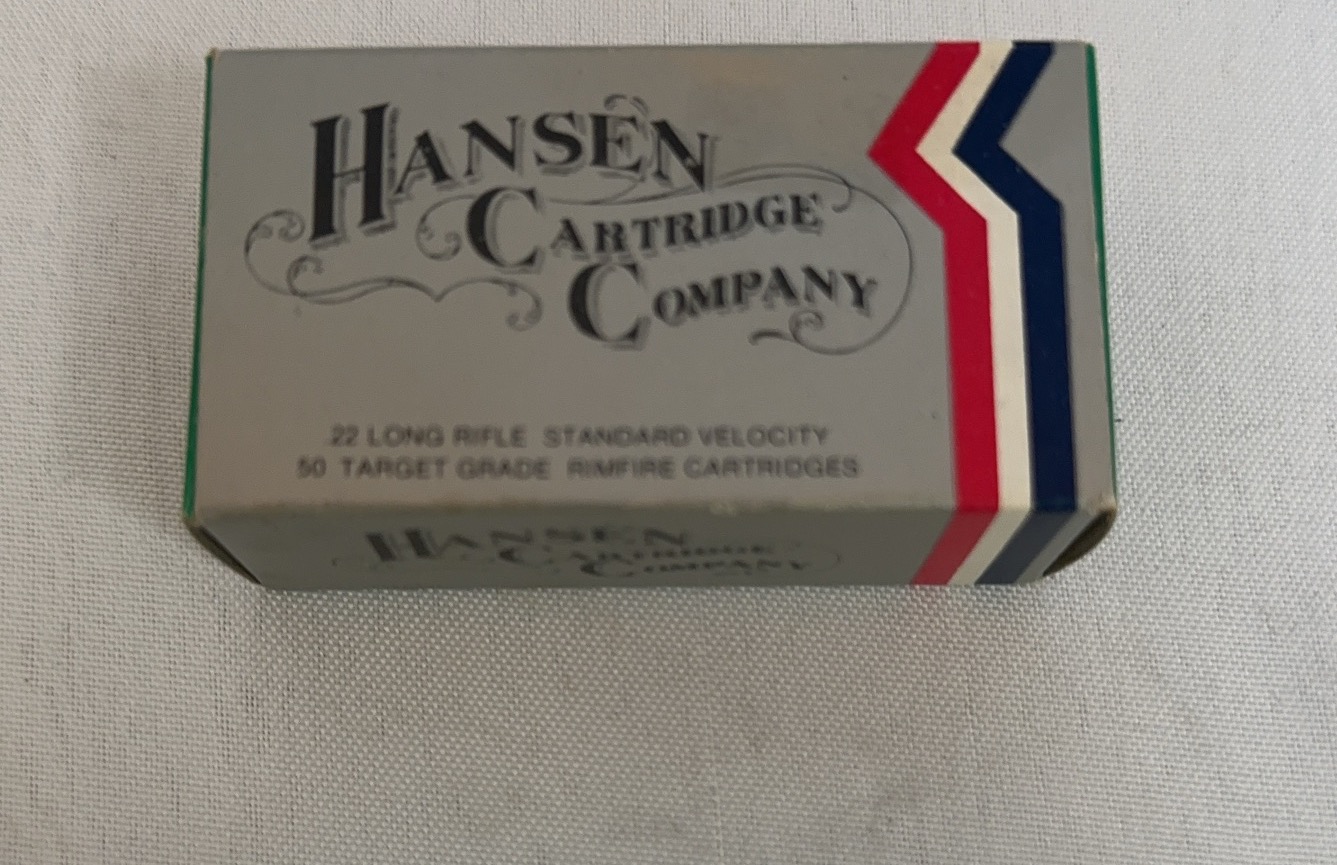 HANSEN
CARTRIDGE
COMPANY
.22 LONG RIFLE STANDARD VELOCITY
50 TARGET GRADE RIMFIRE CARTRIDGES
HANSEN
CARTRIDGE
COMPANY